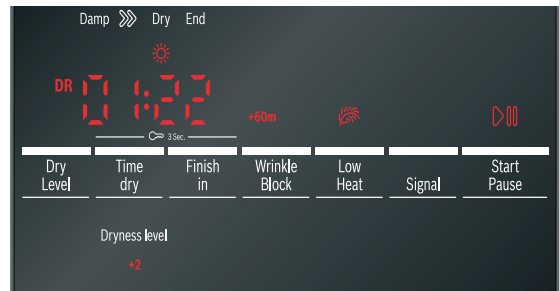 Damp Dry End
DR 01:22
3 Sec.
+60m
Dry Level
Time dry
Finish in
Wrinkle Block
Low Heat
Signal
Start Pause
Dryness level
+2